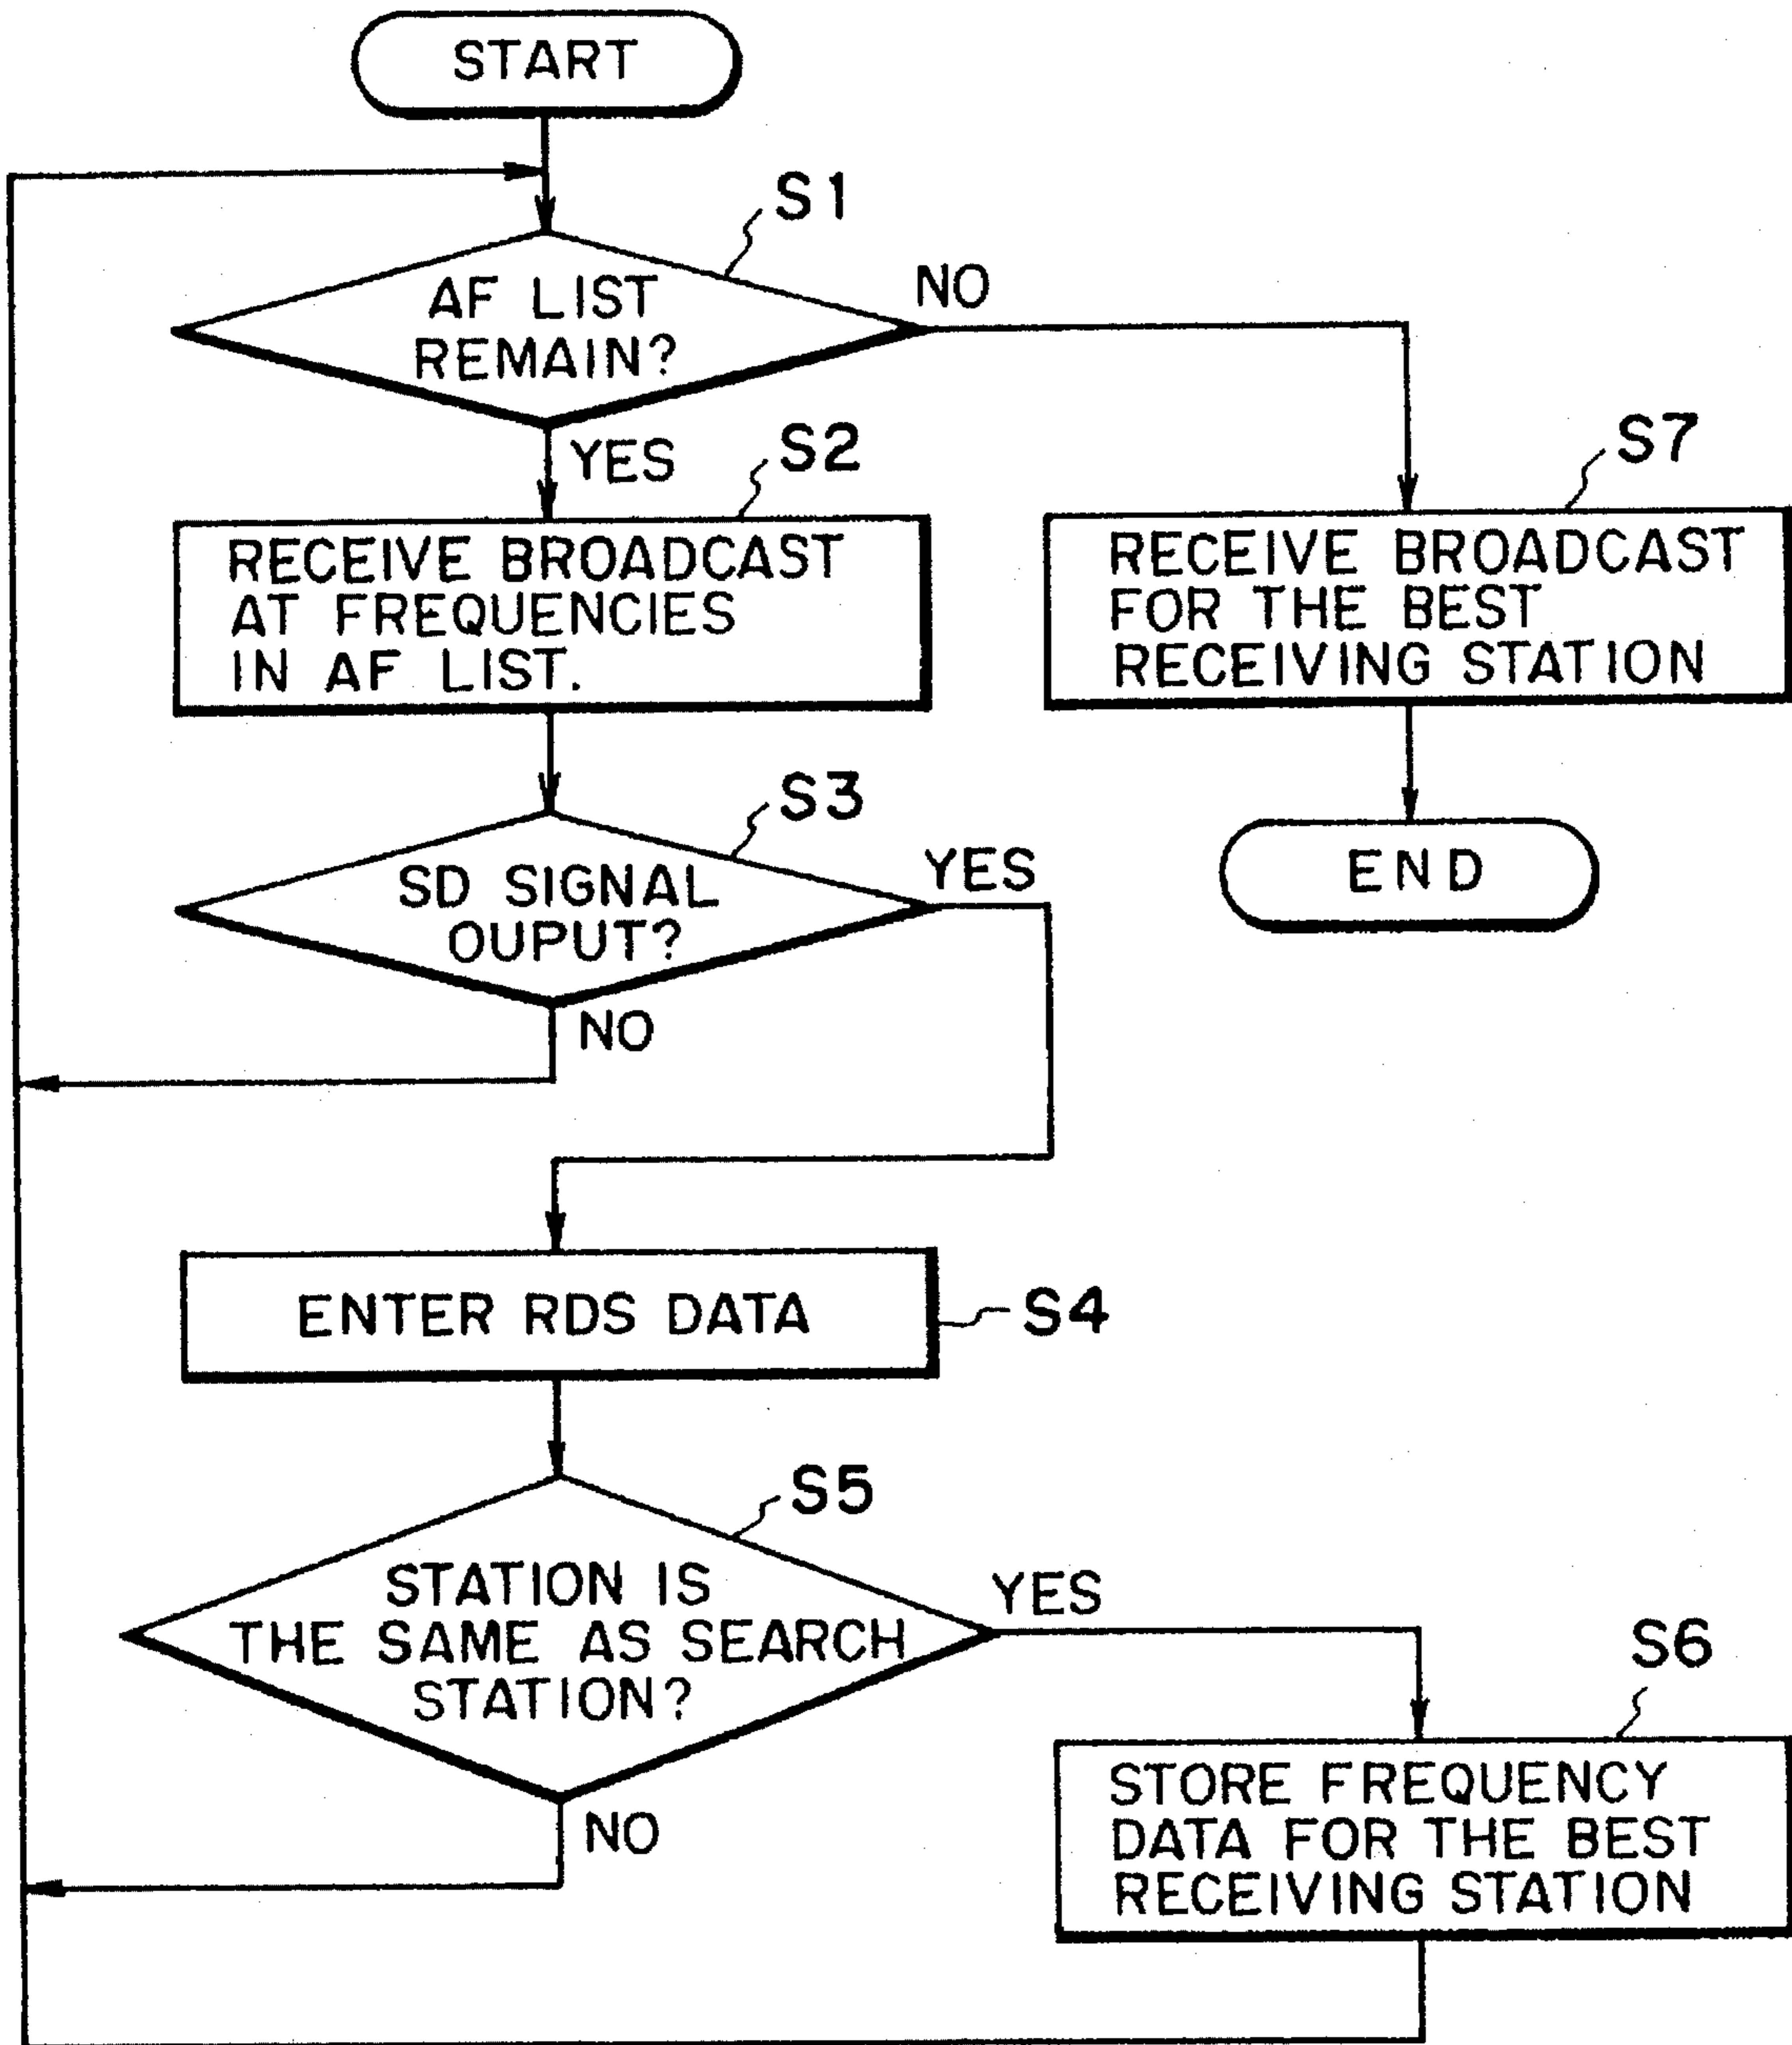 START
S1
AF LIST
REMAIN?
NO
YES
S2
RECEIVE BROADCAST
AT FREQUENCIES
IN AF LIST.
S7
RECEIVE BROADCAST
FOR THE BEST
RECEIVING STATION
S3
SD SIGNAL
OUPUT?
YES
NO
END
ENTER RDS DATA
S4
S5
STATION IS
THE SAME AS SEARCH
STATION?
YES
NO
S6
STORE FREQUENCY
DATA FOR THE BEST
RECEIVING STATION